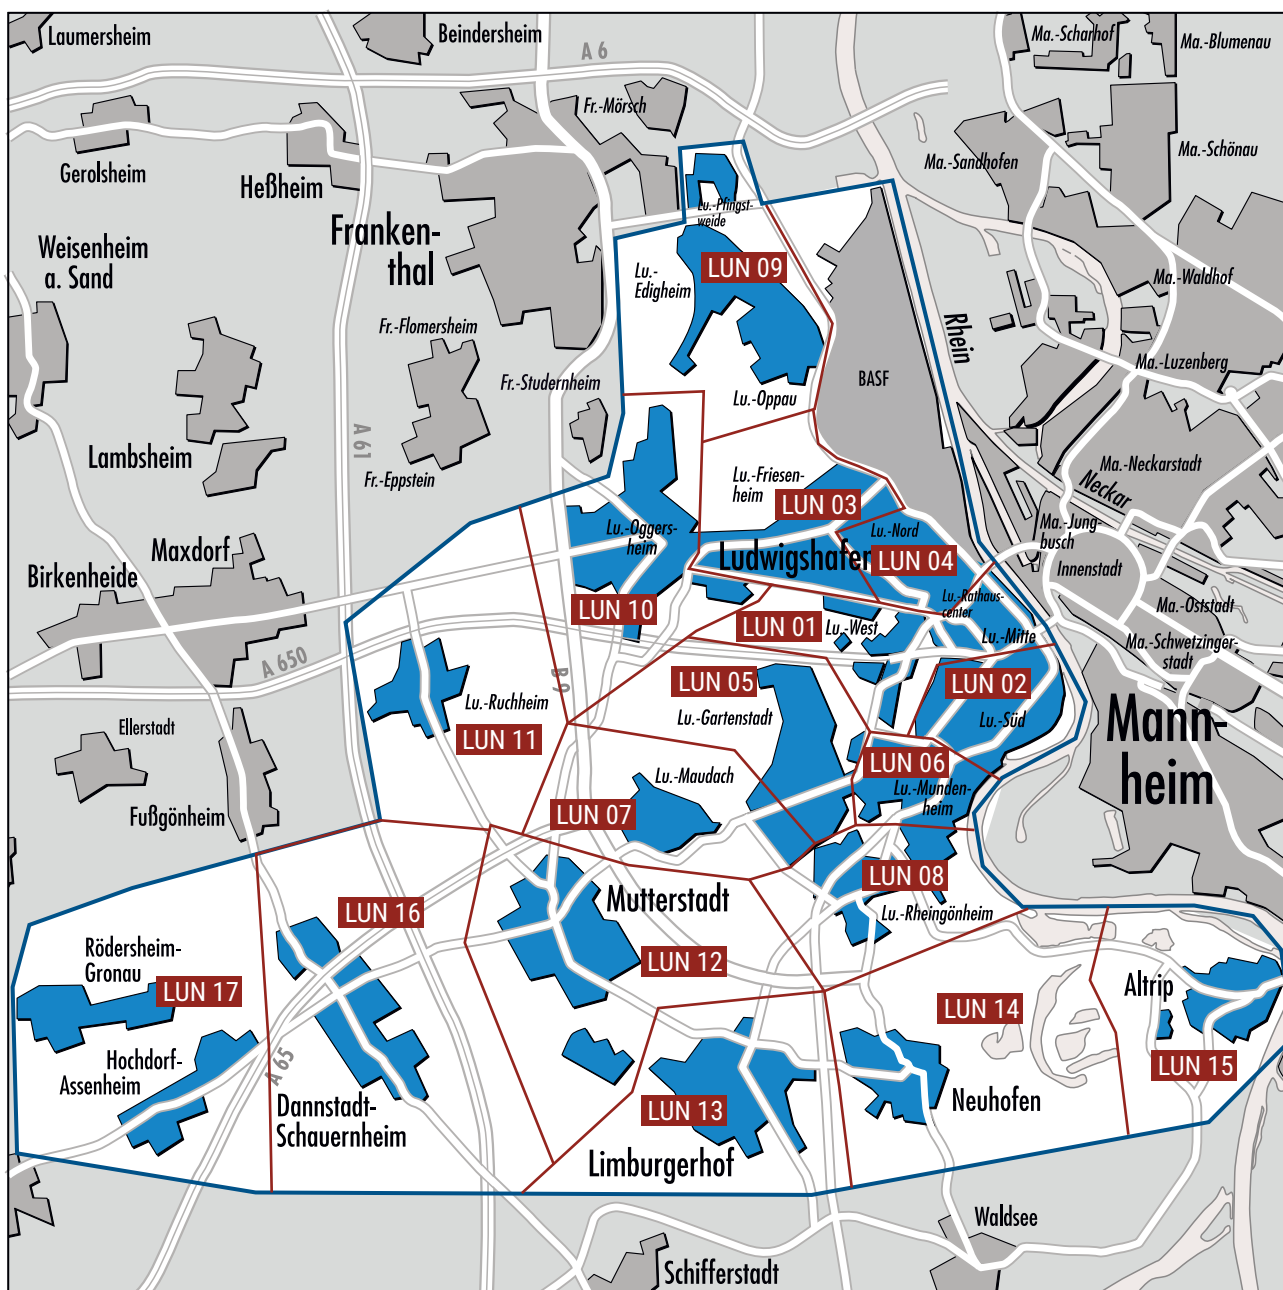 Laumersheim
Beindersheim
Ma.-Scharhof
Ma.-Blumenau
A 6
Fr.-Mörsch
Gerolsheim
Heßheim
Ma.-Sandhofen
Ma.-Schönau
Lu.-Pfingst-
weide
Franken-
thal
Weisenheim
a. Sand
Lu.-
Edigheim
LUN 09
Ma.-Waldhof
Rhein
Fr.-Flomersheim
Fr.-Studernheim
BASF
Ma.-Luzenberg
Lu.-Oppau
A 61
Lambsheim
Fr.-Eppstein
Lu.-Friesen-
heim
LUN 03
Ma.-Neckarstadt
Neckar
Lu.-Oggers-
heim
Lu.-Nord
Ma.-Jung-
busch
Maxdorf
Birkenheide
Ludwigshafen
LUN 04
Innenstadt
LUN 10
LUN 01
Lu.-West
Lu.-Rathaus-
center
Lu.-Mitte
Ma.-Oststadt
Ma.-Schwetzinger-
stadt
A 650
B 9
LUN 05
LUN 02
Lu.-Ruchheim
Lu.-Gartenstadt
Lu.-Süd
Ellerstadt
LUN 11
LUN 06
Mann-
heim
Lu.-Maudach
Lu.-Munden-
heim
Fußgönheim
LUN 07
LUN 08
Mutterstadt
LUN 16
Lu.-Rheingönheim
Rödersheim-
Gronau
LUN 17
LUN 12
Altrip
LUN 14
Hochdorf-
Assenheim
A 65
LUN 15
Dannstadt-
Schauernheim
LUN 13
Neuhofen
Limburgerhof
Waldsee
Schifferstadt